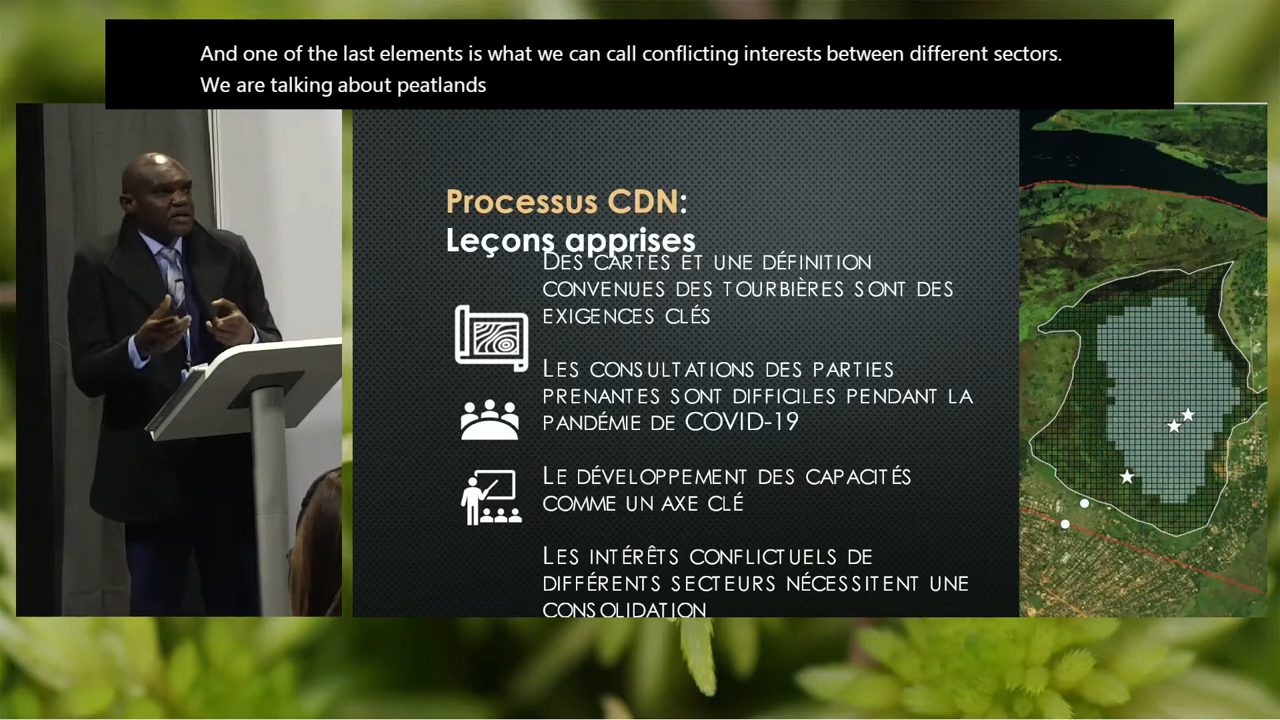 And one of the last elements is what we can call conflicting interests between different sectors.
We are talking about peatlands
Processus CDN:
Leçons apprises
DES CARTES ET UNE DÉFINITION
CONVENUES DES TOURBIÈRES SONT DES
EXIGENCES CLÉS
LES CONSULTATIONS DES PARTIES
PRENANTES SONT DIFFICILES PENDANT LA
PANDÉMIE DE COVID-19
LE DÉVELOPPEMENT DES CAPACITÉS
COMME UN AXE CLÉ
LES INTÉRÊTS CONFLICTUELS DE
DIFFÉRENTS SECTEURS NÉCESSITENT UNE
CONSOLIDATION